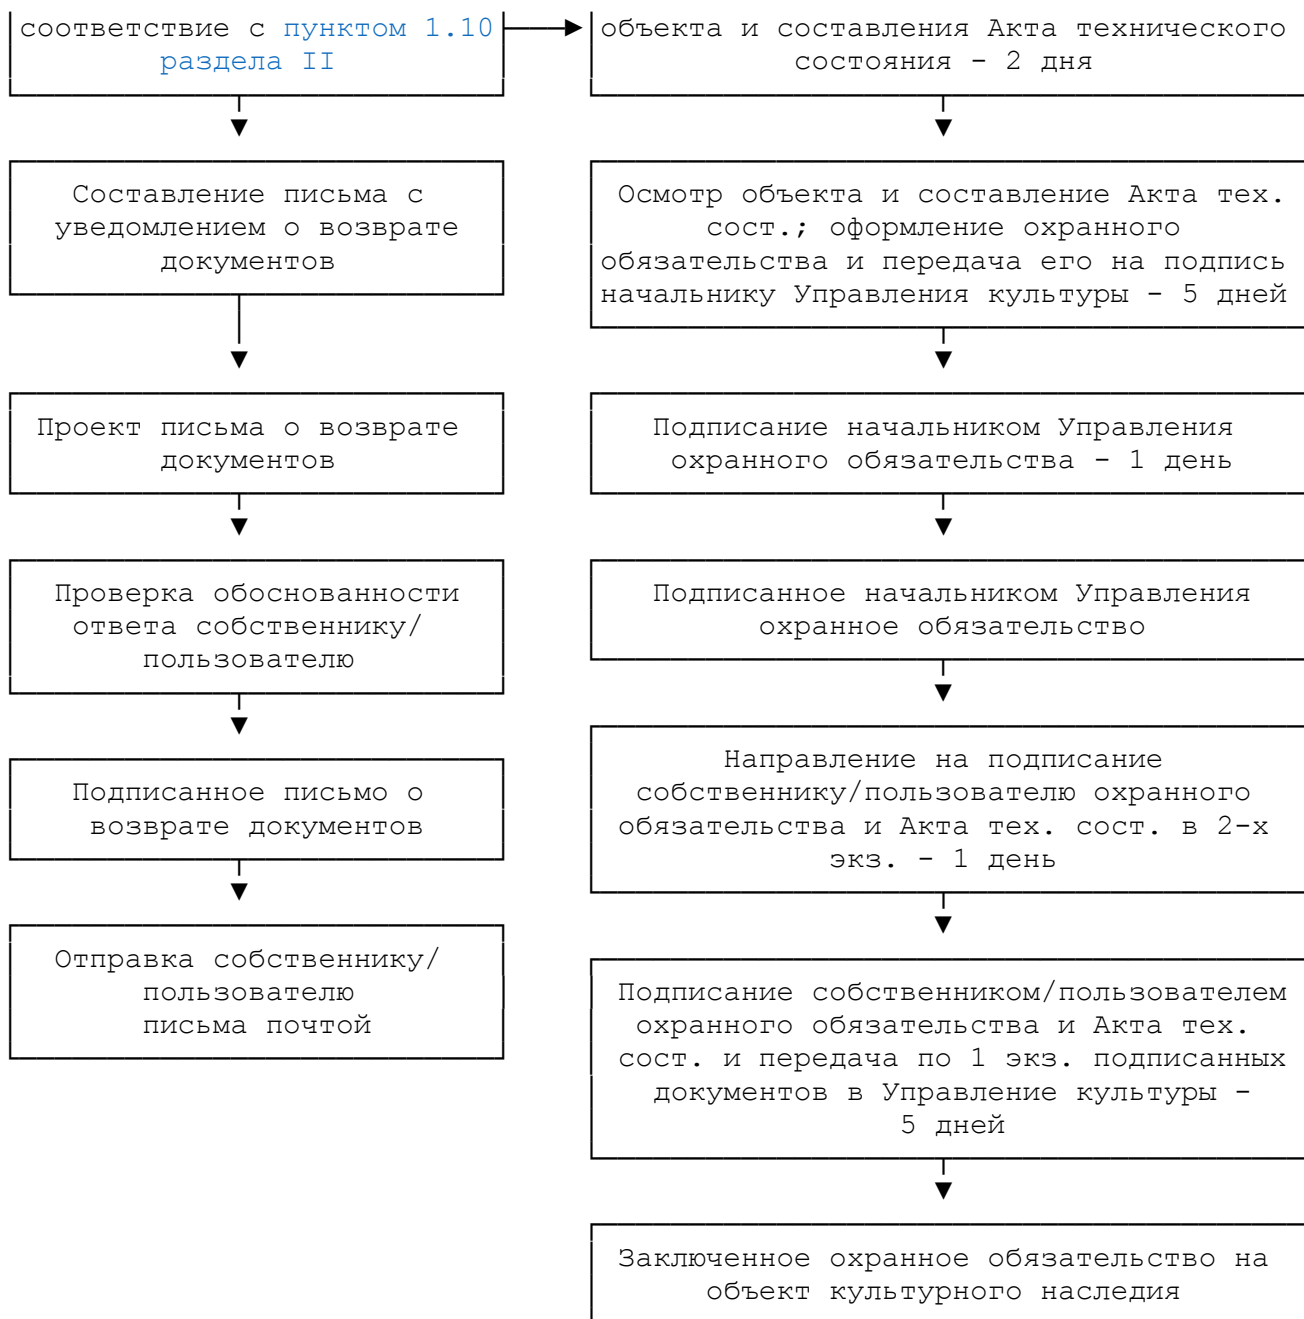 соответствие с пунктом 1.10
раздела II
объекта и составления Акта технического
состояния - 2 дня
Составление письма с
уведомлением о возврате
документов
Осмотр объекта и составление Акта тех.
сост.; оформление охранного
обязательства и передача его на подпись
начальнику Управления культуры - 5 дней
Проект письма о возврате
документов
Подписание начальником Управления
охранного обязательства - 1 день
Проверка обоснованности
ответа собственнику/
пользователю
Подписанное начальником Управления
охранное обязательство
Подписанное письмо о
возврате документов
Направление на подписание
собственнику/пользователю охранного
обязательства и Акта тех. сост. в 2-х
экз. - 1 день
Отправка собственнику/
пользователю
письма почтой
Подписание собственником/пользователем
охранного обязательства и Акта тех.
сост. и передача по 1 экз. подписанных
документов в Управление культуры -
5 дней
Заключенное охранное обязательство на
объект культурного наследия